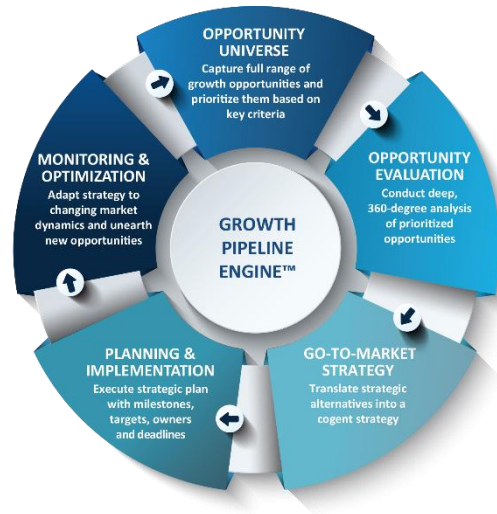 OPPORTUNITY
UNIVERSE
Capture full range of
growth opportunities and
prioritize them based on
key criteria
OPPORTUNITY
EVALUATION
Conduct deep,
360-degree analysis
of prioritized
opportunities
GO-TO-MARKET
STRATEGY
Translate strategic
alternatives into a
cogent strategy
PLANNING &
IMPLEMENTATION
Execute strategic plan
with milestones,
targets, owners
and deadlines
MONITORING &
OPTIMIZATION
Adapt strategy to
changing market
dynamics and unearth
new opportunities
GROWTH
PIPELINE
ENGINE™